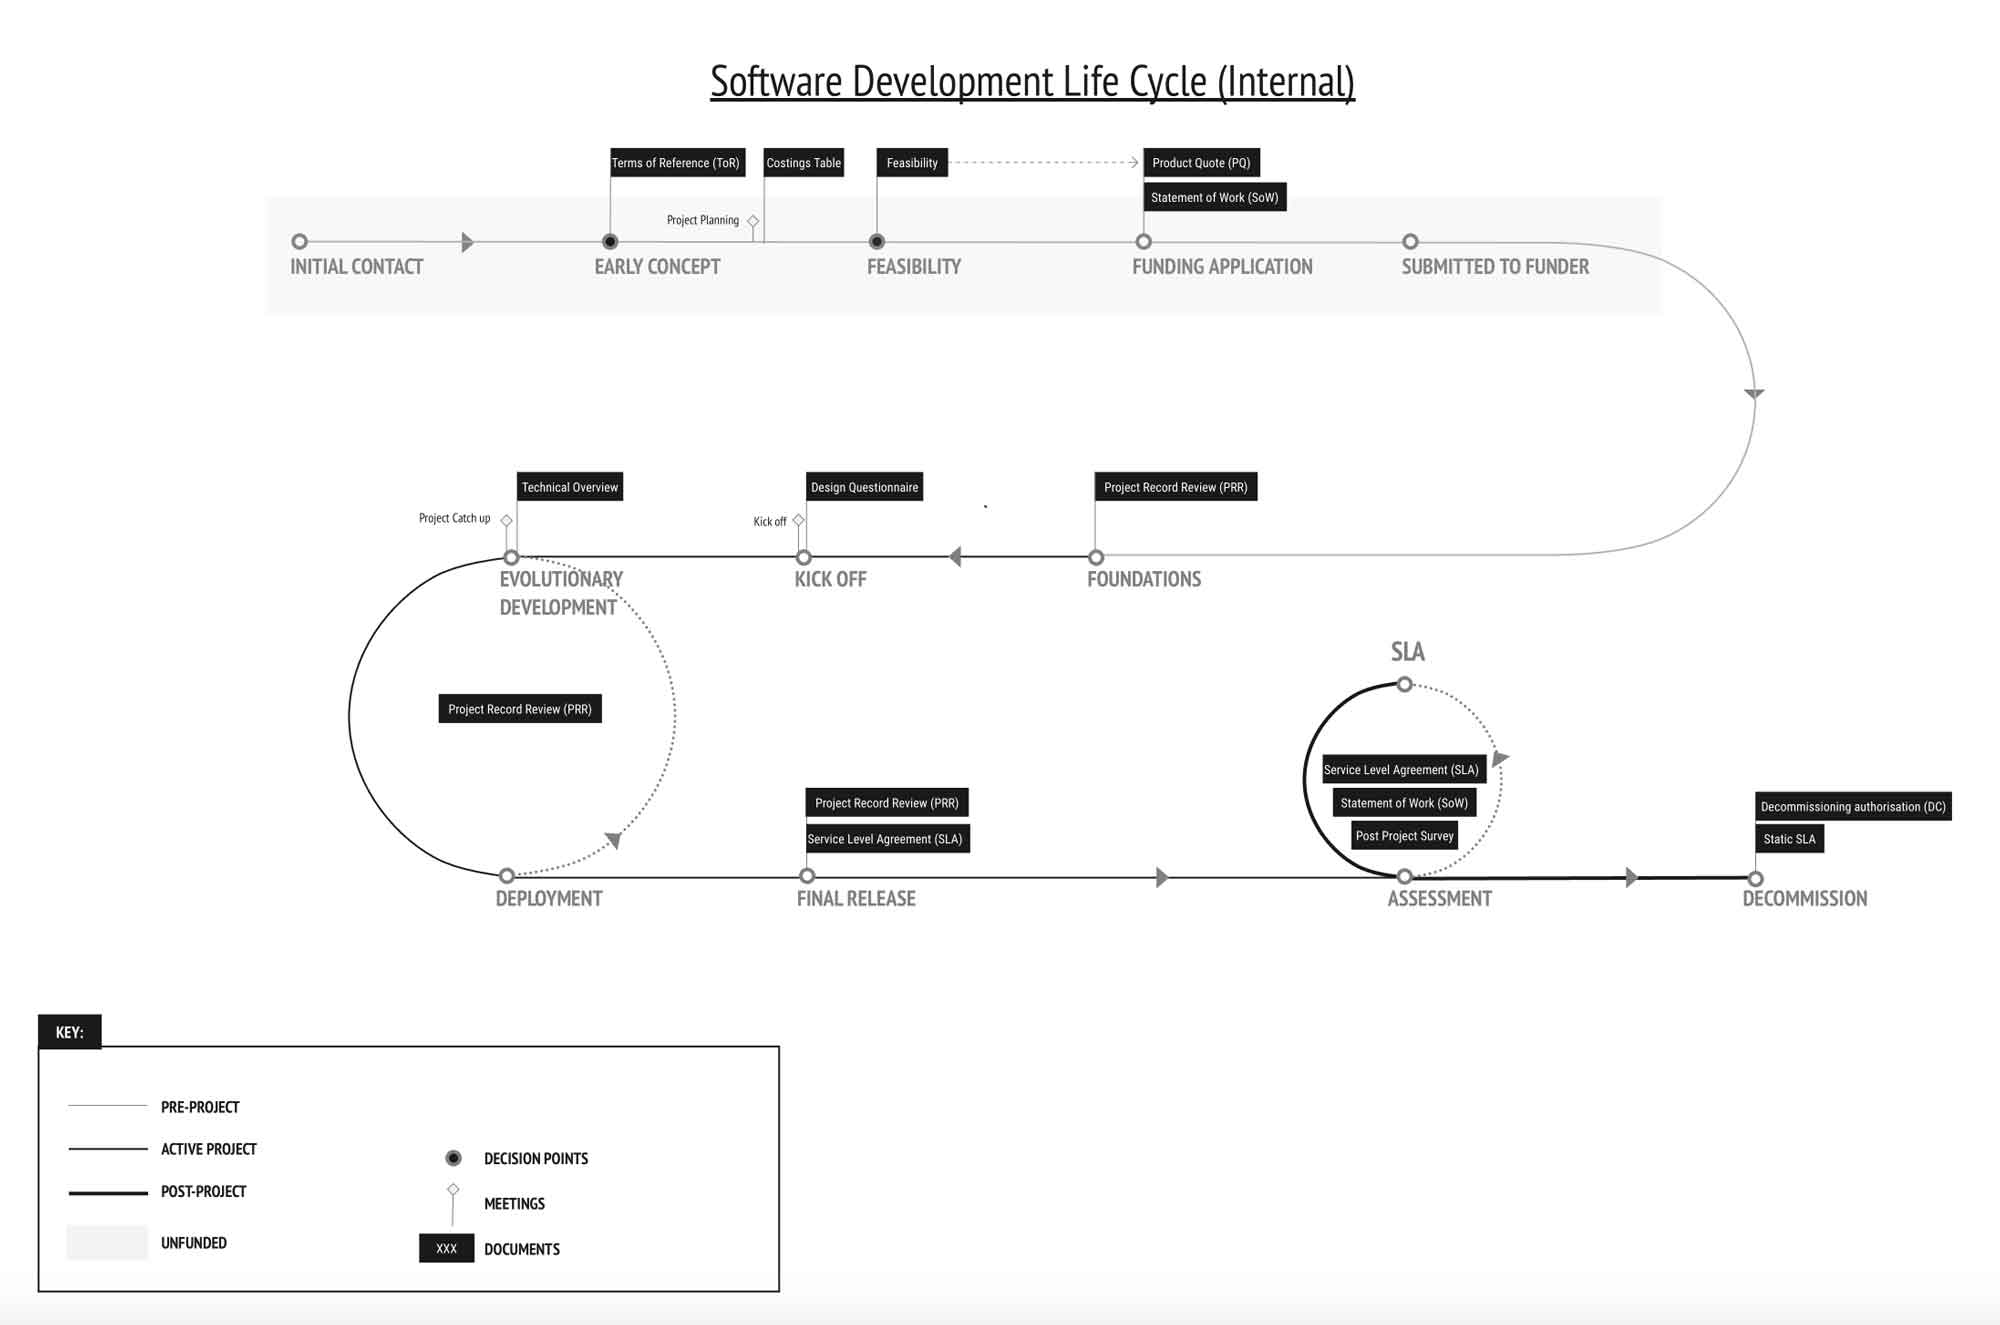 Software Development Life Cycle (Internal)
Terms of Reference (ToR)
Costings Table
Feasibility
Product Quote (PQ)
Statement of Work (SoW)
Project Planning
INITIAL CONTACT
EARLY CONCEPT
FEASIBILITY
FUNDING APPLICATION
SUBMITTED TO FUNDER
Technical Overview
Design Questionnaire
Project Record Review (PRR)
Project Catch up
Kick off
EVOLUTIONARY
DEVELOPMENT
KICK OFF
FOUNDATIONS
SLA
Project Record Review (PRR)
Service Level Agreement (SLA)
Statement of Work (SoW)
Post Project Survey
Project Record Review (PRR)
Service Level Agreement (SLA)
Decommissioning authorisation (DC)
Static SLA
DEPLOYMENT
FINAL RELEASE
ASSESSMENT
DECOMMISSION
KEY:
PRE-PROJECT
ACTIVE PROJECT
POST-PROJECT
UNFUNDED
DECISION POINTS
MEETINGS
XXX
DOCUMENTS